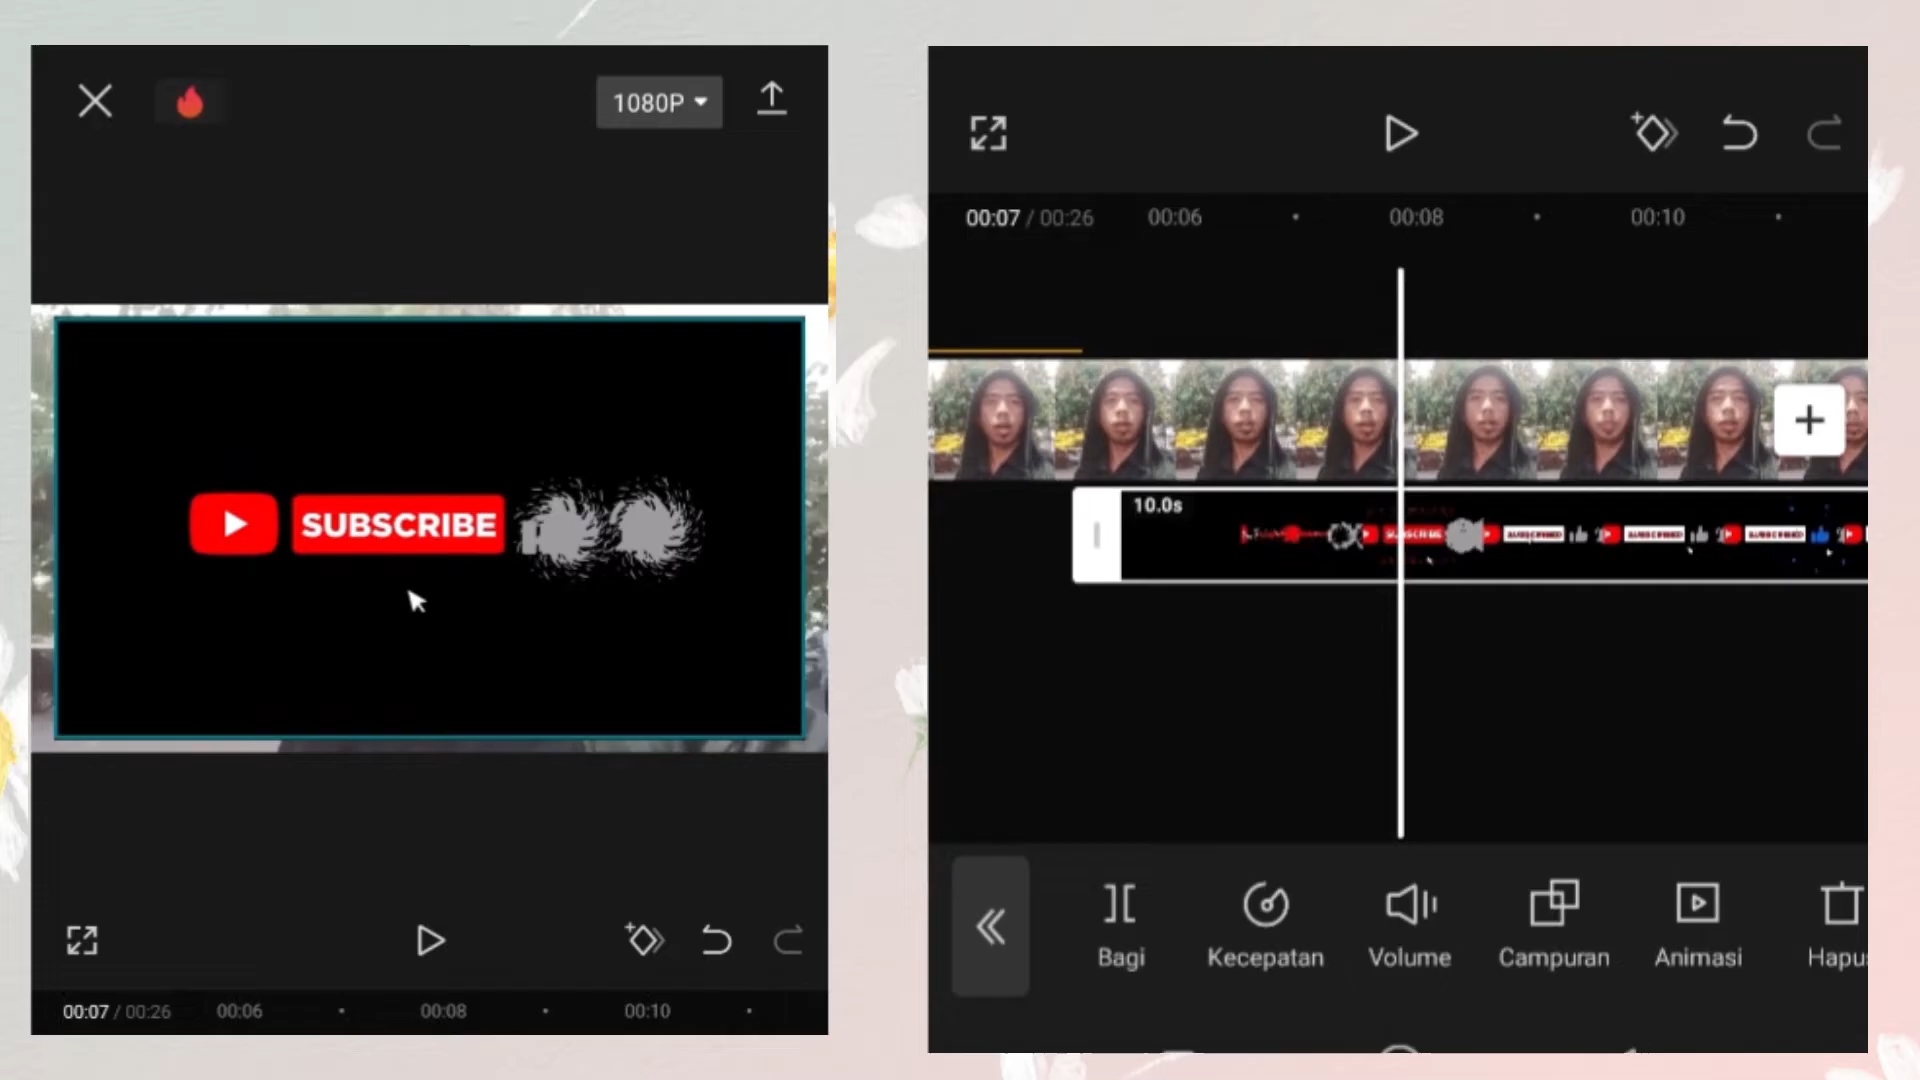 1080P
SUBSCRIBE
00:07 / 00:26 00:06 00:08 00:10
00:07 / 00:26 00:06 00:08 00:10
10.0s
Bagi Kecepatan Volume Campuran Animasi Hapus